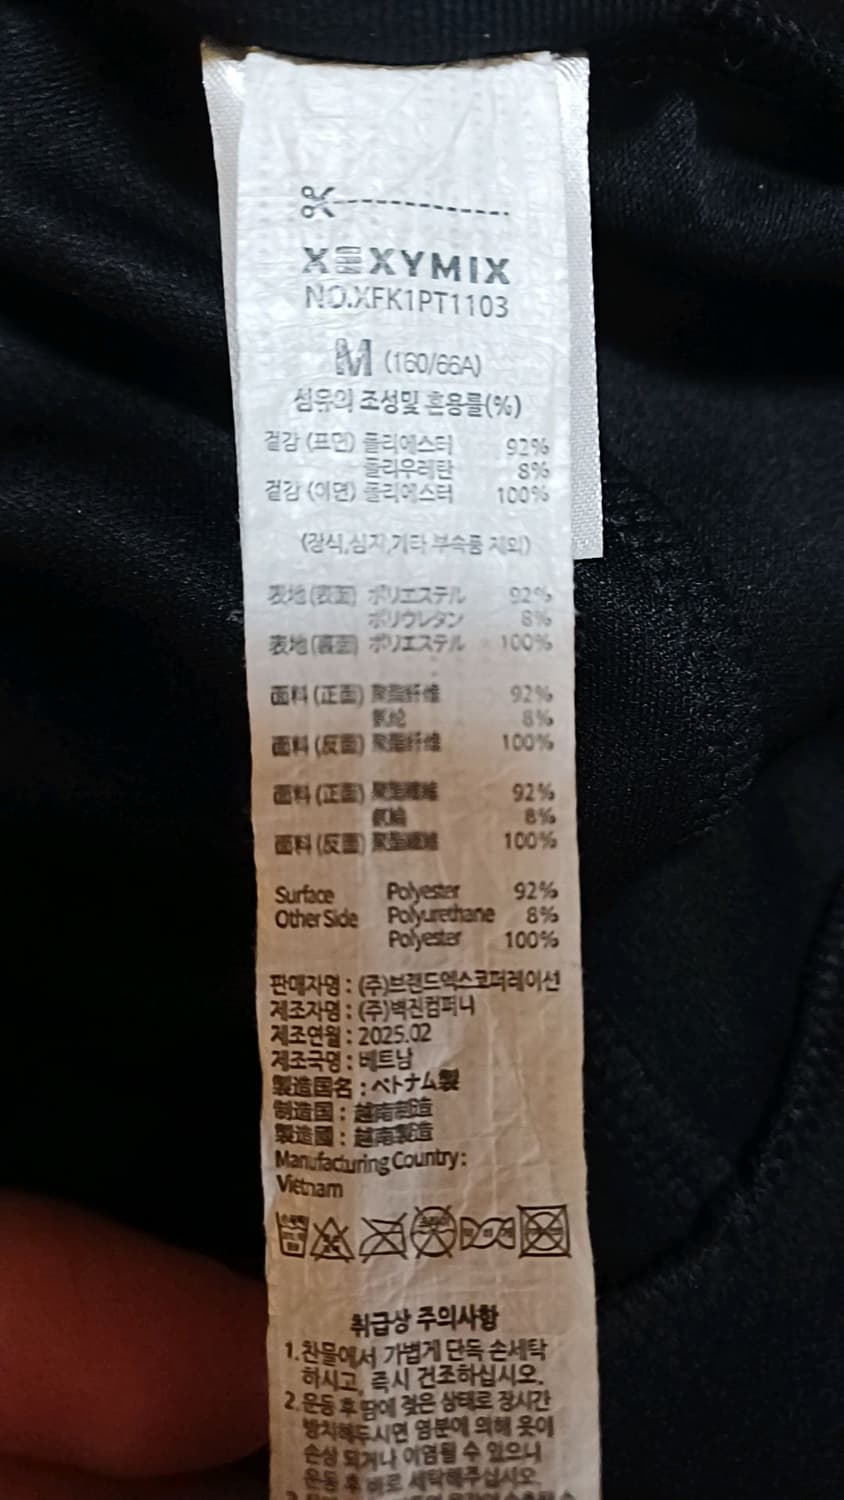 XEXYMIX
NO.XFK1PT1103
M (160/66A)
섬유의 조성및 혼용률(%)
겉감 (표면) 폴리에스터 92%
폴리우레탄 8%
겉감 (이면) 폴리에스터 100%
(장식,심지,기타 부속품 제외)
表地(表面) ポリエステル 92%
ポリウレタン 8%
表地(裏面) ポリエステル 100%
面料 (正面) 聚酯纤维 92%
氨纶 8%
面料 (反面) 聚酯纤维 100%
面料 (正面) 聚酯纖維 92%
氨綸 8%
面料 (反面) 聚酯纖維 100%
Surface Polyester 92%
Other Side Polyurethane 8%
Polyester 100%
판매자명 : (주)브랜드엑스코퍼레이션
제조자명 : (주)백진컴퍼니
제조연월 : 2025.02
제조국명 : 베트남
製造国名 : ベトナム製
制造国 : 越南制造
製造國 : 越南製造
Manufacturing Country :
Vietnam
취급상 주의사항
1. 찬물에서 가볍게 단독 손세탁
하시고, 즉시 건조하십시오.
2. 운동 후 땀에 젖은 상태로 장시간
방치해두시면 염분에 의해 옷이
손상 되거나 이염될 수 있으니
운동 후 바로 세탁해주십시오.